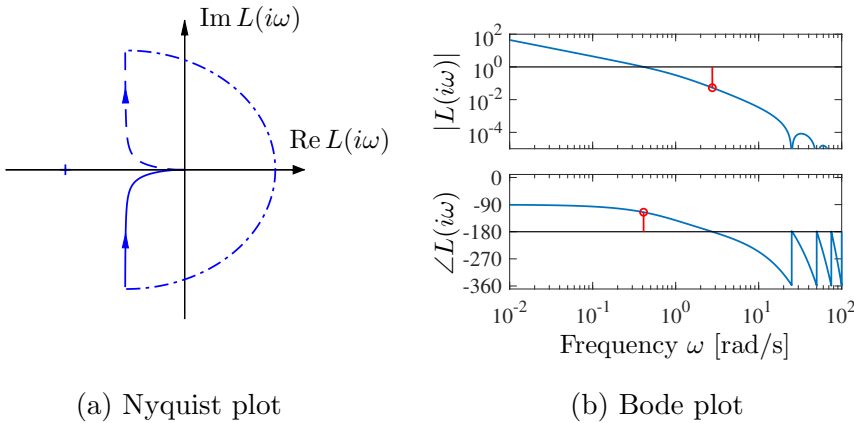 Im L(iω)
Re L(iω)
(a) Nyquist plot
|L(iω)|
10^2
10^0
10^-2
10^-4
∠L(iω)
0
-90
-180
-270
-360
10^-2 10^-1 10^0 10^1 10^2
Frequency ω [rad/s]
(b) Bode plot